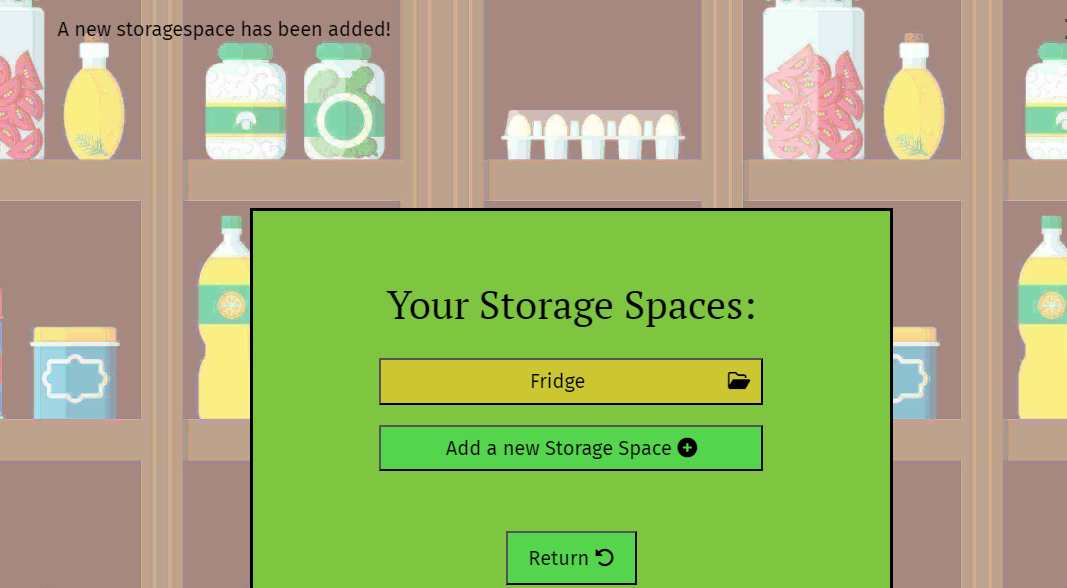 A new storagespace has been added!
Your Storage Spaces:
Fridge
Add a new Storage Space
Return